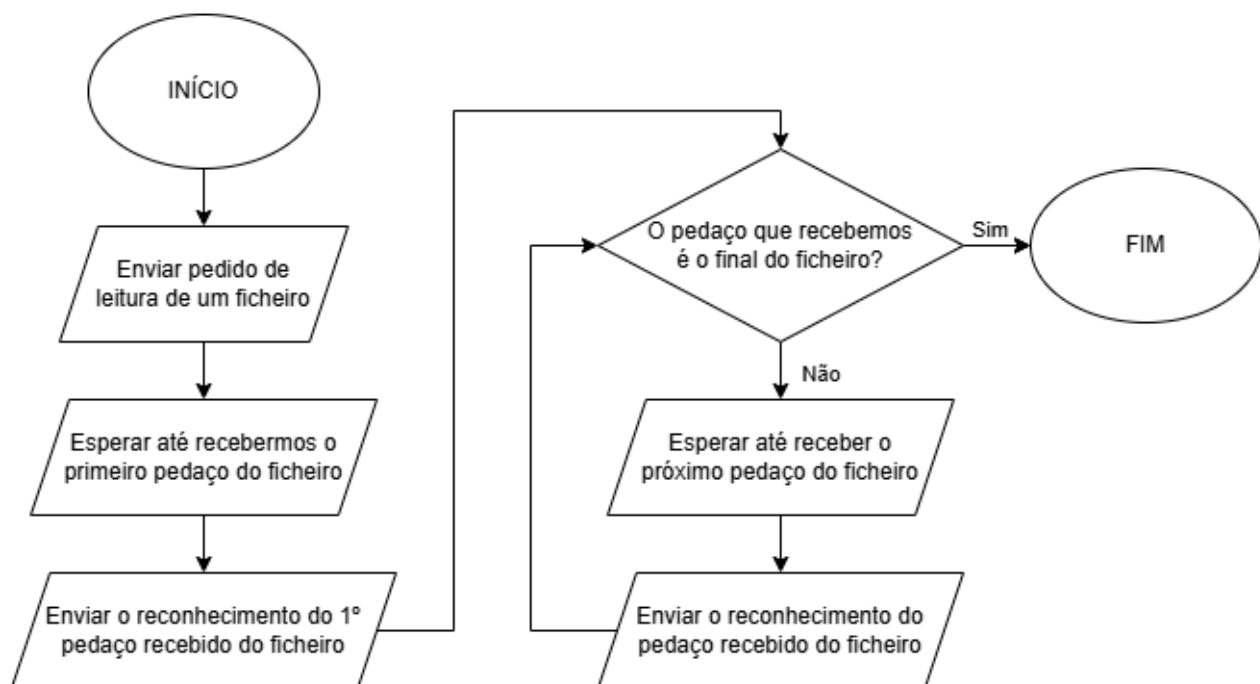 INÍCIO
Enviar pedido de
leitura de um ficheiro
Esperar até recebermos o
primeiro pedaço do ficheiro
Enviar o reconhecimento do 1º
pedaço recebido do ficheiro
O pedaço que recebemos
é o final do ficheiro?
Sim
FIM
Não
Esperar até receber o
próximo pedaço do ficheiro
Enviar o reconhecimento do
pedaço recebido do ficheiro